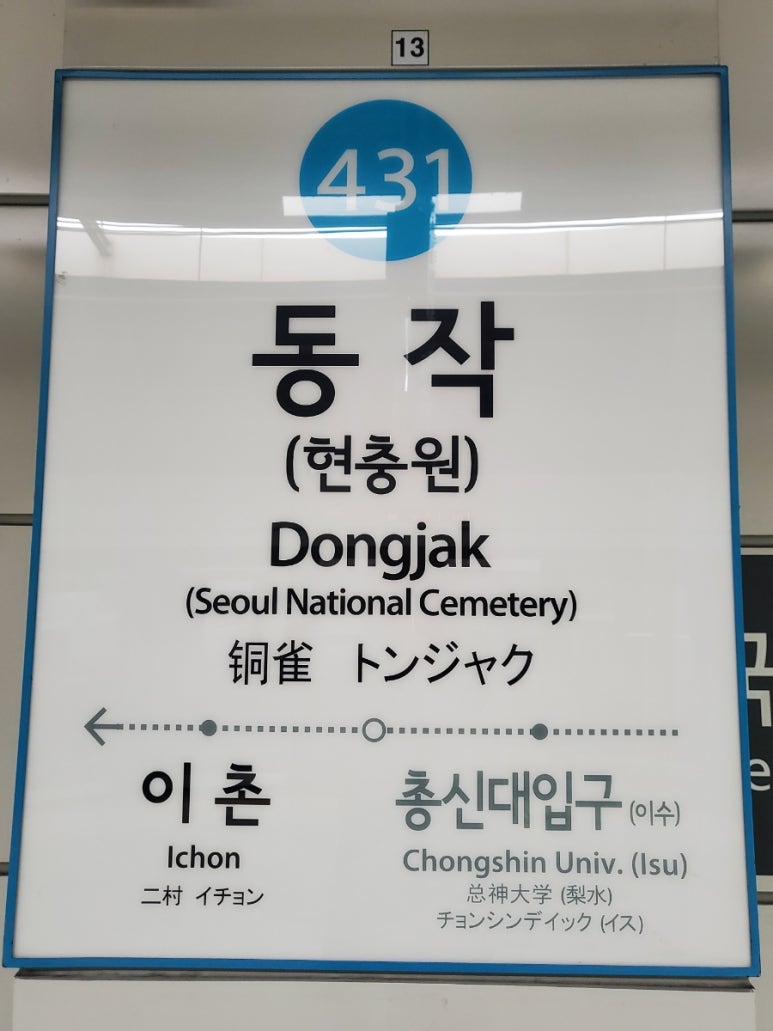 13
431
동작
(현충원)
Dongjak
(Seoul National Cemetery)
铜雀 トンジャク
이촌
Ichon
二村 イチョン
총신대입구 (이수)
Chongshin Univ. (Isu)
总神大学 (梨水)
チョンシンデイック (イス)